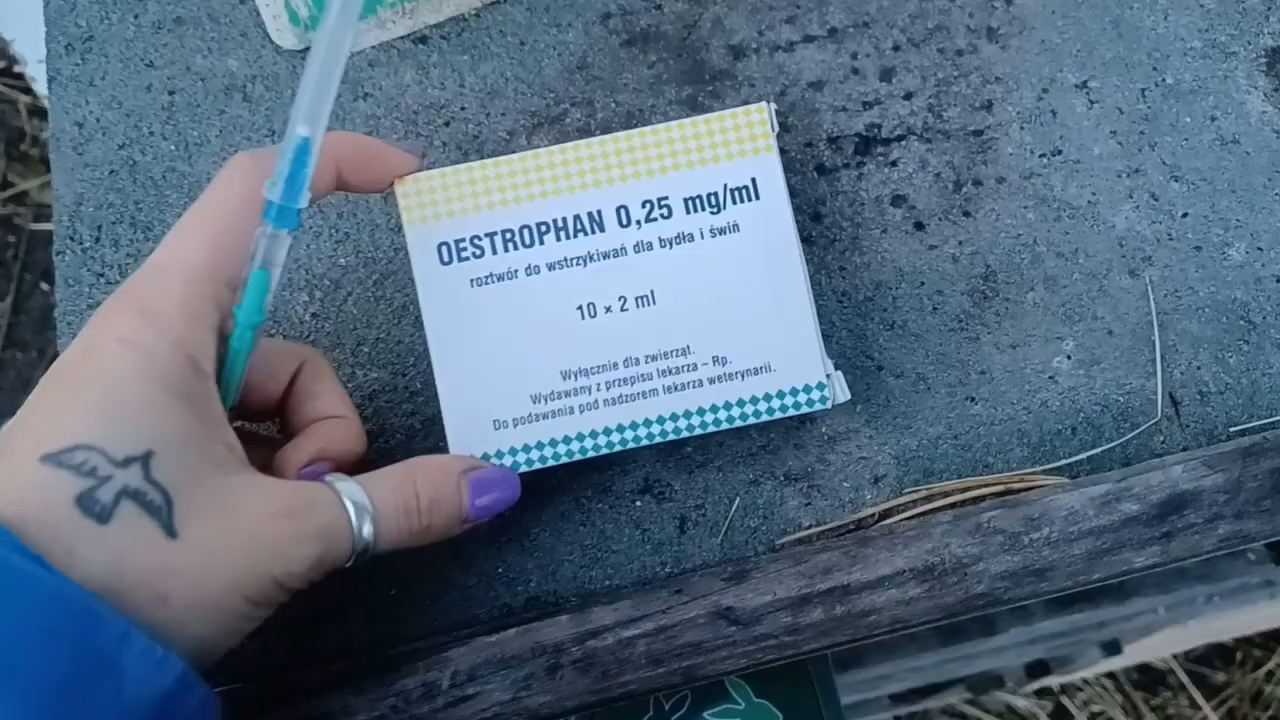 OESTROPHAN 0,25 mg/ml
roztwór do wstrzykiwań dla bydła i świń
10 × 2 ml
Wyłącznie dla zwierząt.
Wydawany z przepisu lekarza – Rp.
Do podawania pod nadzorem lekarza weterynarii.